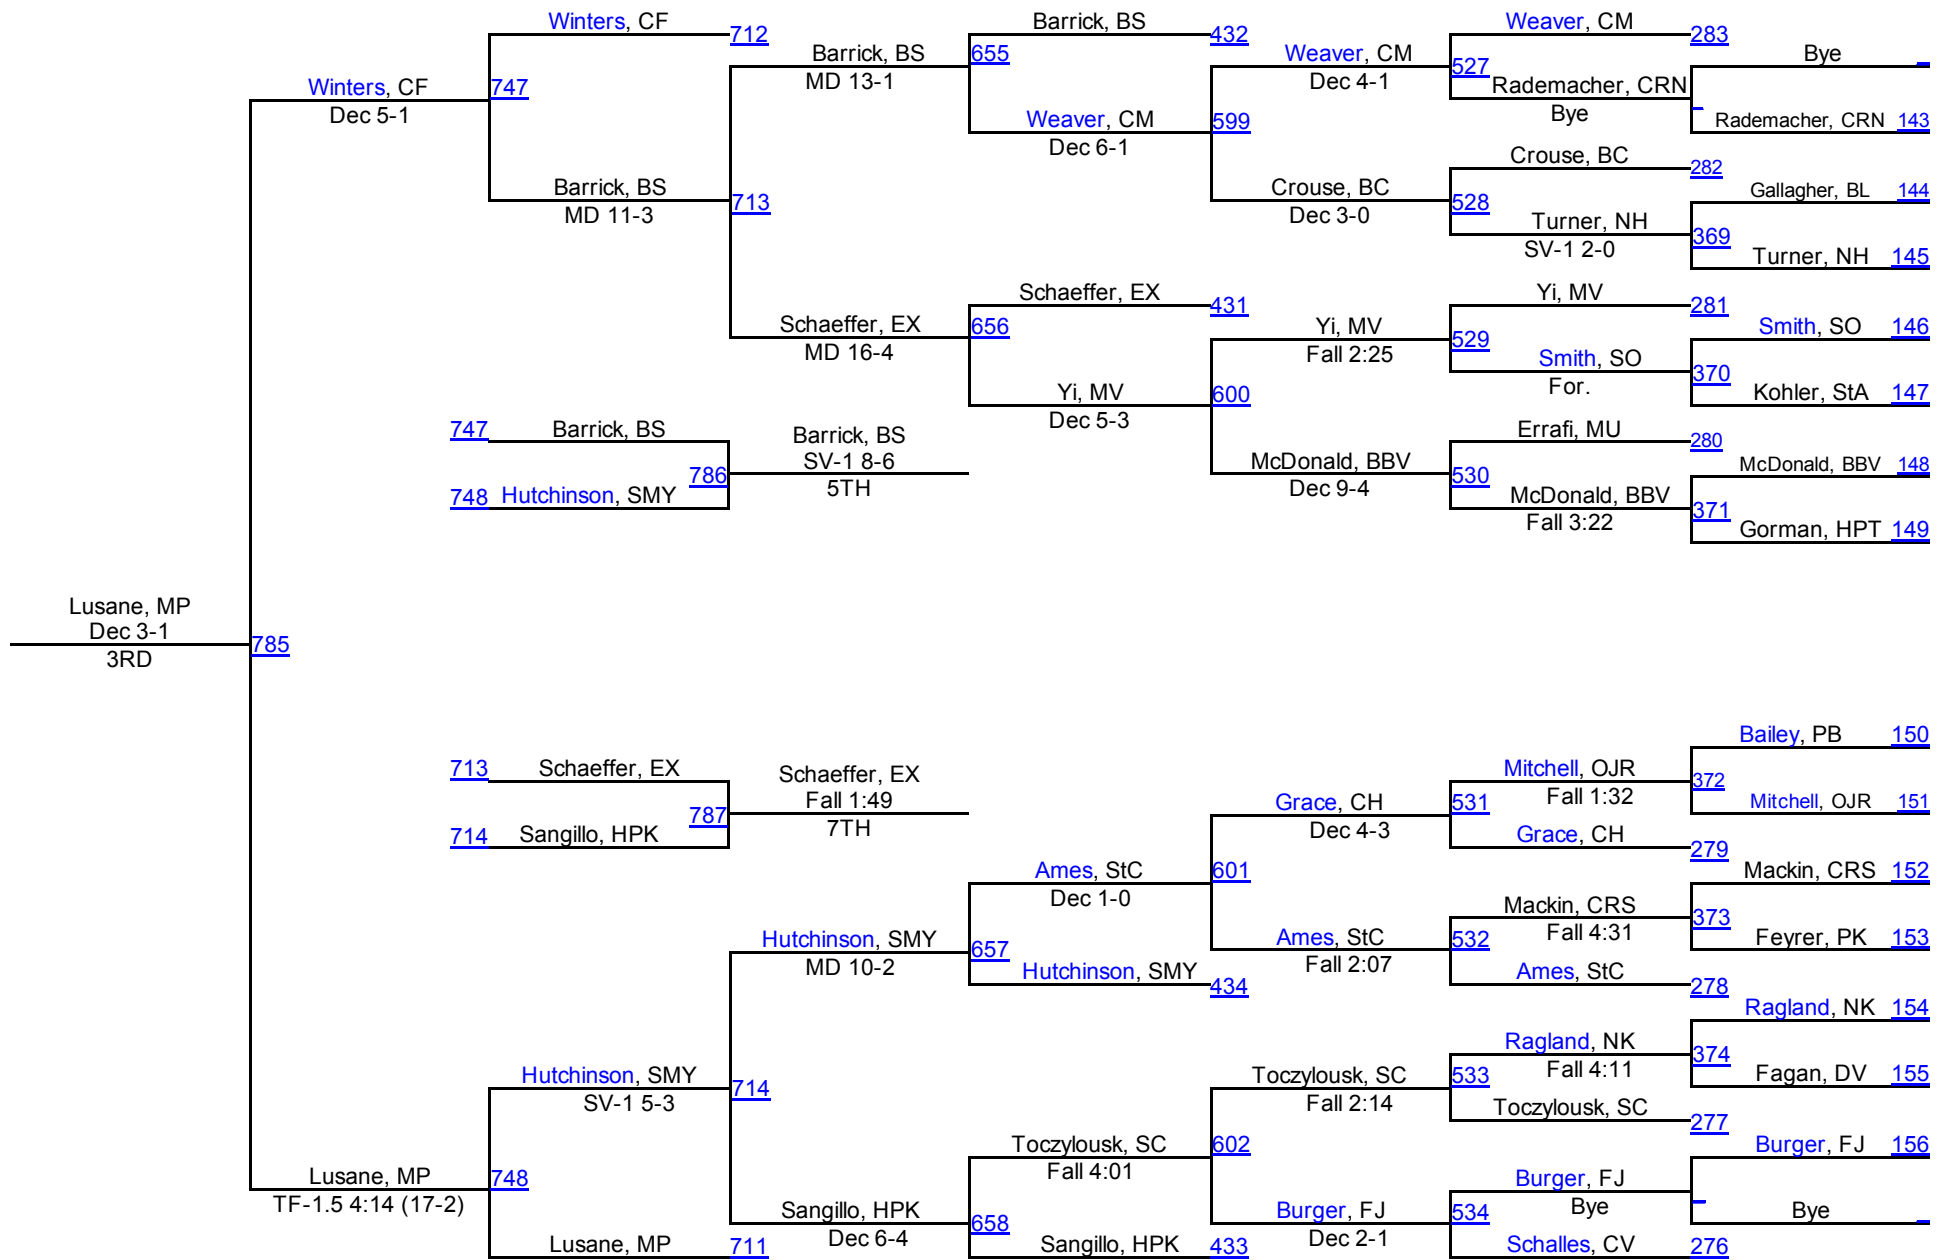 Winters, CF
712
Barrick, BS
432
Weaver, CM
283
Barrick, BS
MD 13-1
655
Weaver, CM
Dec 4-1
527
Bye
Winters, CF
Dec 5-1
747
Rademacher, CRN
Bye
Weaver, CM
Dec 6-1
599
Rademacher, CRN 143
Crouse, BC
282
Barrick, BS
MD 11-3
713
Crouse, BC
Dec 3-0
528
Gallagher, BL 144
Turner, NH
SV-1 2-0
369
Turner, NH 145
Schaeffer, EX
431
Yi, MV
281
Schaeffer, EX
MD 16-4
656
Yi, MV
Fall 2:25
529
Smith, SO 146
Smith, SO
For.
370
Yi, MV
Dec 5-3
600
Kohler, StA 147
747 Barrick, BS
786
748 Hutchinson, SMY
Barrick, BS
SV-1 8-6
5TH
Errafi, MU
280
McDonald, BBV
Dec 9-4
530
McDonald, BBV 148
McDonald, BBV
Fall 3:22
371
Gorman, HPT 149
Lusane, MP
Dec 3-1
3RD
785
Bailey, PB 150
713 Schaeffer, EX
787
714 Sangillo, HPK
Schaeffer, EX
Fall 1:49
7TH
Mitchell, OJR
Fall 1:32
372
Mitchell, OJR 151
Grace, CH
Dec 4-3
531
Grace, CH
279
Ames, StC
Dec 1-0
601
Mackin, CRS 152
Mackin, CRS
Fall 4:31
373
Feyrer, PK 153
Hutchinson, SMY
MD 10-2
657
Ames, StC
Fall 2:07
532
Hutchinson, SMY
434
Ames, StC
278
Ragland, NK 154
Ragland, NK
Fall 4:11
374
Fagan, DV 155
Hutchinson, SMY
SV-1 5-3
714
Toczylousk, SC
Fall 2:14
533
Toczylousk, SC
277
Toczylousk, SC
Fall 4:01
602
Burger, FJ 156
Lusane, MP
TF-1.5 4:14 (17-2)
748
Burger, FJ
Bye
Bye
Sangillo, HPK
Dec 6-4
658
Burger, FJ
Dec 2-1
534
Lusane, MP
711
Sangillo, HPK 433
Schalles, CV
276